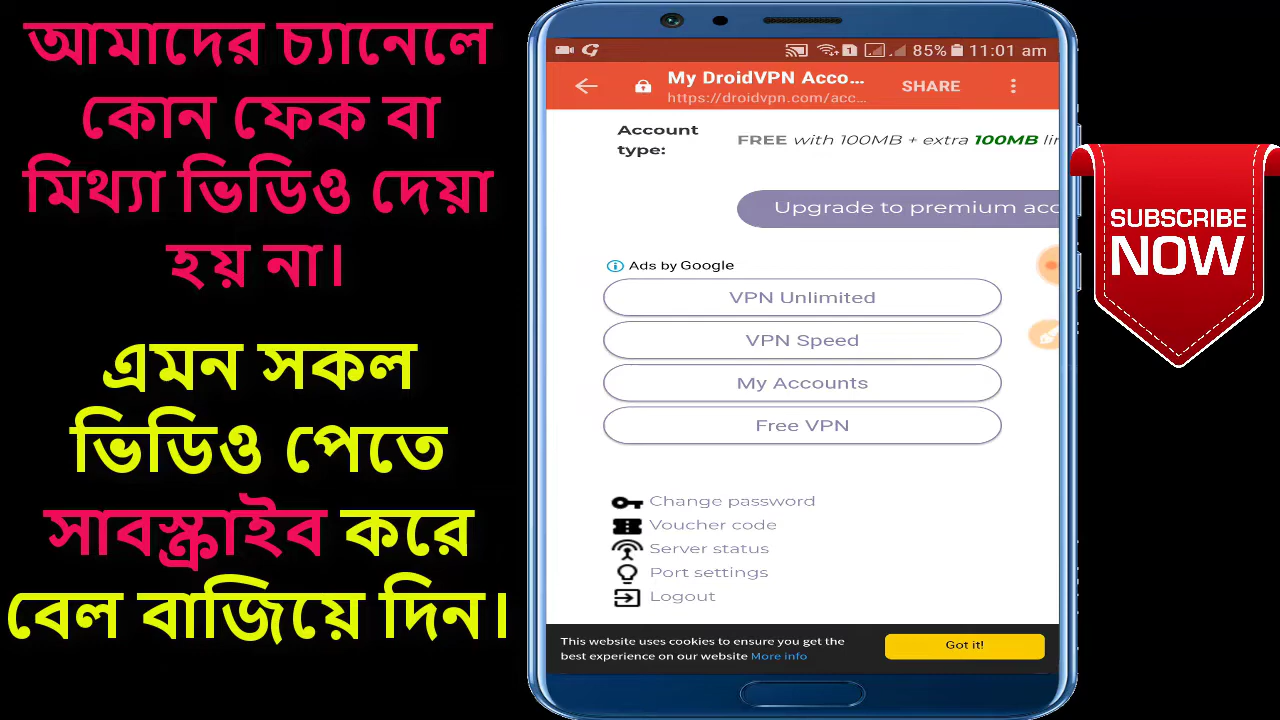 আমাদের চ্যানেলে
কোন ফেক বা
মিথ্যা ভিডিও দেয়া
হয় না।
এমন সকল
ভিডিও পেতে
সাবস্ক্রাইব করে
বেল বাজিয়ে দিন।
85% 11:01 am
My DroidVPN Acco...
https://droidvpn.com/acc...
SHARE
Account
type:
FREE with 100MB + extra 100MB lir
Upgrade to premium acc
Ads by Google
VPN Unlimited
VPN Speed
My Accounts
Free VPN
Change password
Voucher code
Server status
Port settings
Logout
This website uses cookies to ensure you get the
best experience on our website More info
Got it!
SUBSCRIBE
NOW